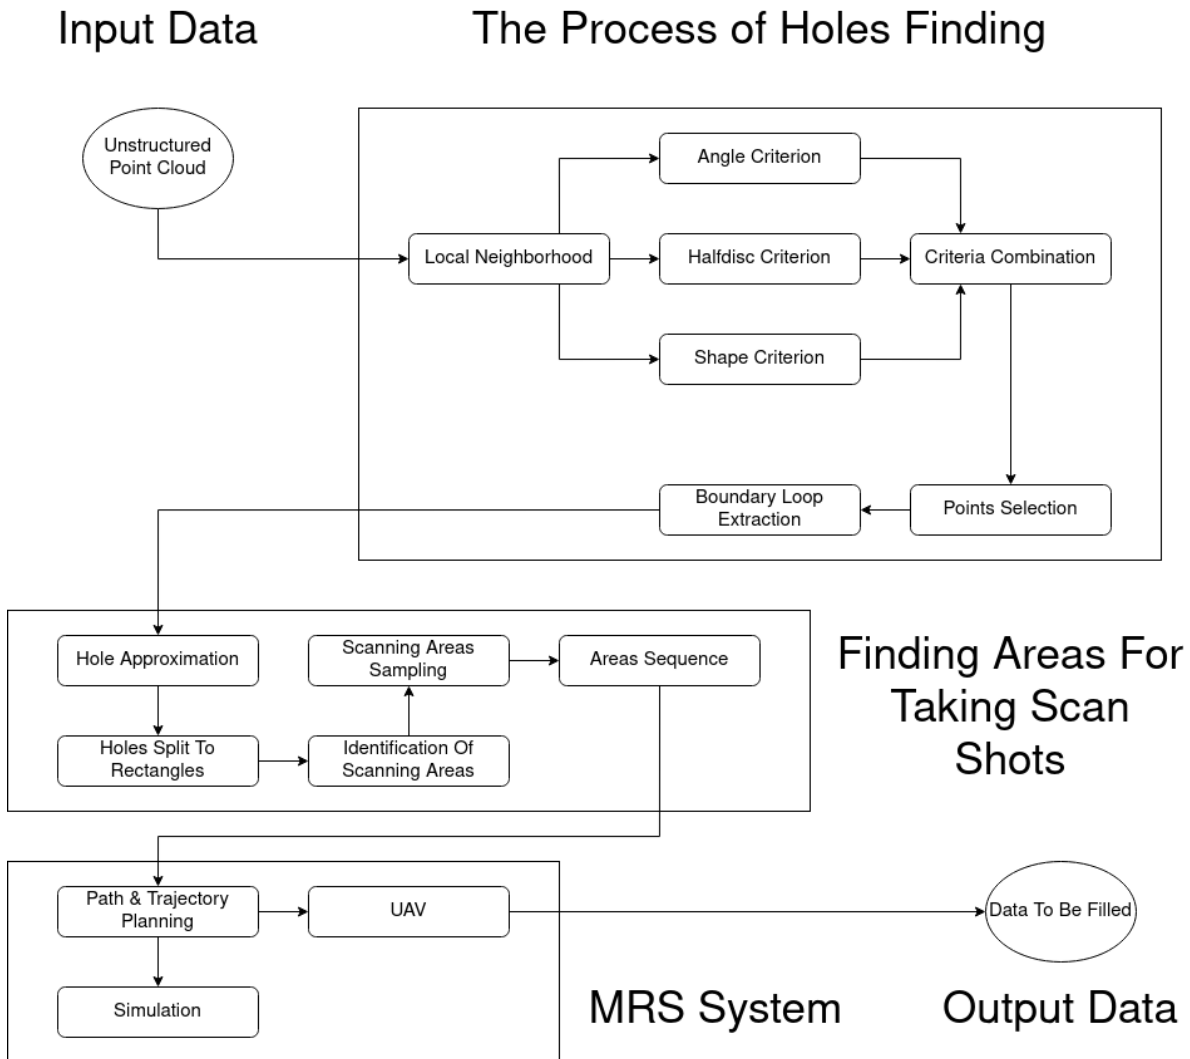 Input Data
The Process of Holes Finding
Unstructured
Point Cloud
Angle Criterion
Local Neighborhood
Halfdisc Criterion
Criteria Combination
Shape Criterion
Boundary Loop
Extraction
Points Selection
Hole Approximation
Scanning Areas
Sampling
Areas Sequence
Holes Split To
Rectangles
Identification Of
Scanning Areas
Finding Areas For
Taking Scan
Shots
Path & Trajectory
Planning
UAV
Data To Be Filled
Simulation
MRS System
Output Data